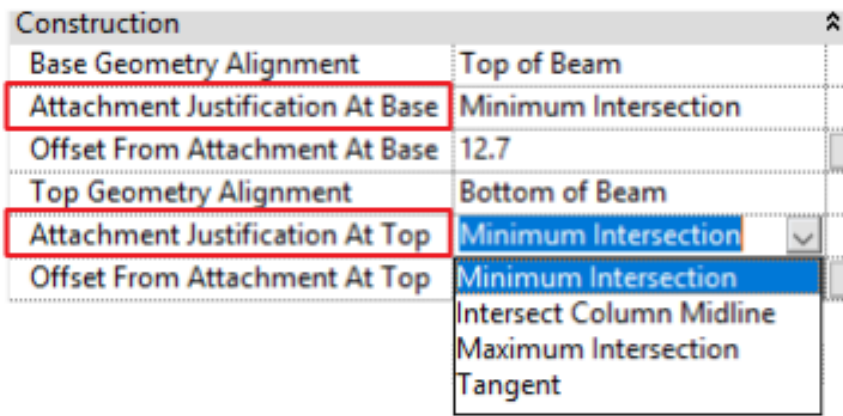 Construction
Base Geometry Alignment Top of Beam
Attachment Justification At Base Minimum Intersection
Offset From Attachment At Base 12.7
Top Geometry Alignment Bottom of Beam
Attachment Justification At Top Minimum Intersection
Offset From Attachment At Top Minimum Intersection
Intersect Column Midline
Maximum Intersection
Tangent